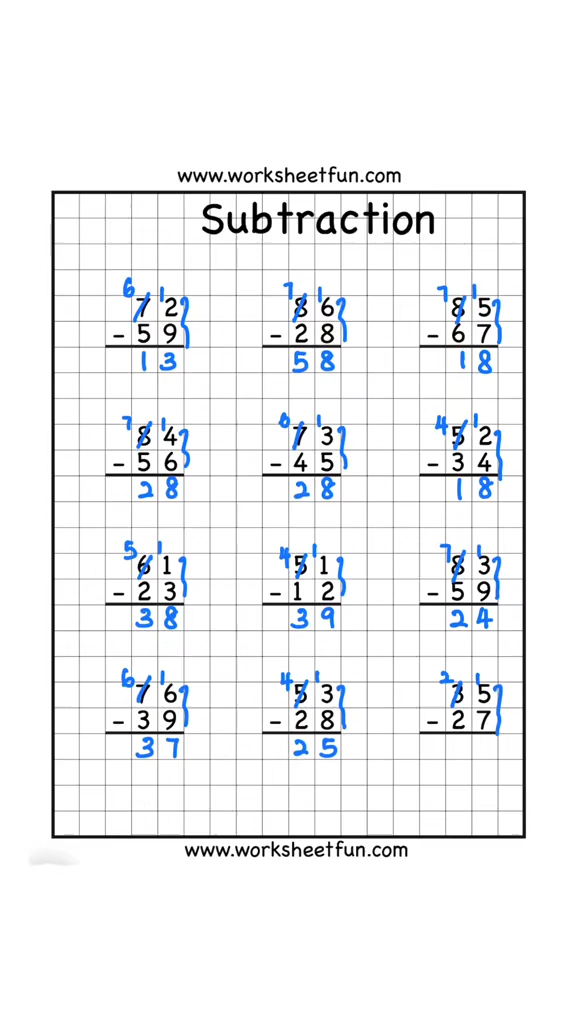 www.worksheetfun.com
Subtraction
6 1 7 1 7 1
7 2 8 6 8 5
- 5 9 - 2 8 - 6 7
1 3 5 8 1 8
7 1 6 1 4 1
8 4 7 3 5 2
- 5 6 - 4 5 - 3 4
2 8 2 8 1 8
5 1 4 1 7 1
6 1 5 1 8 3
- 2 3 - 1 2 - 5 9
3 8 3 9 2 4
6 1 4 1 2 1
7 6 5 3 3 5
- 3 9 - 2 8 - 2 7
3 7 2 5
www.worksheetfun.com